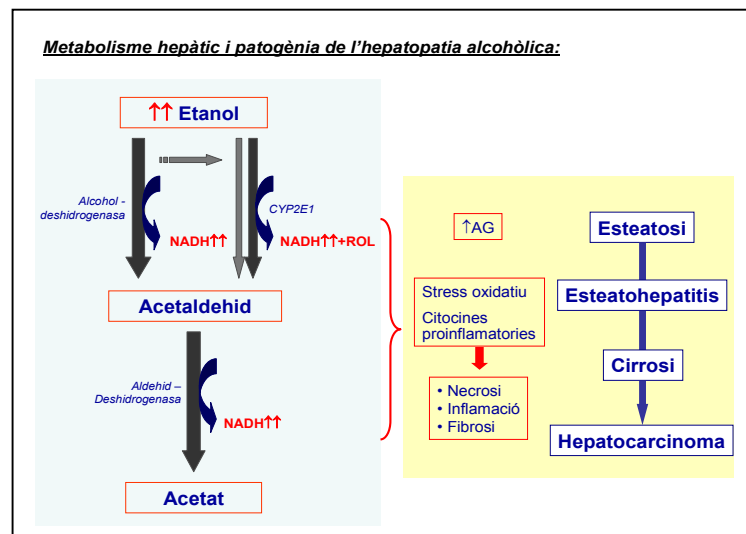 Metabolisme hepàtic i patogènia de l'hepatopatia alcohòlica:
↑↑ Etanol
Alcohol -
deshidrogenasa
CYP2E1
NADH↑↑
NADH↑↑+ROL
Acetaldehid
Aldehid –
Deshidrogenasa
NADH↑↑
Acetat
↑AG
Stress oxidatiu
Citocines
proinflamatories
• Necrosi
• Inflamació
• Fibrosi
Esteatosi
Esteatohepatitis
Cirrosi
Hepatocarcinoma